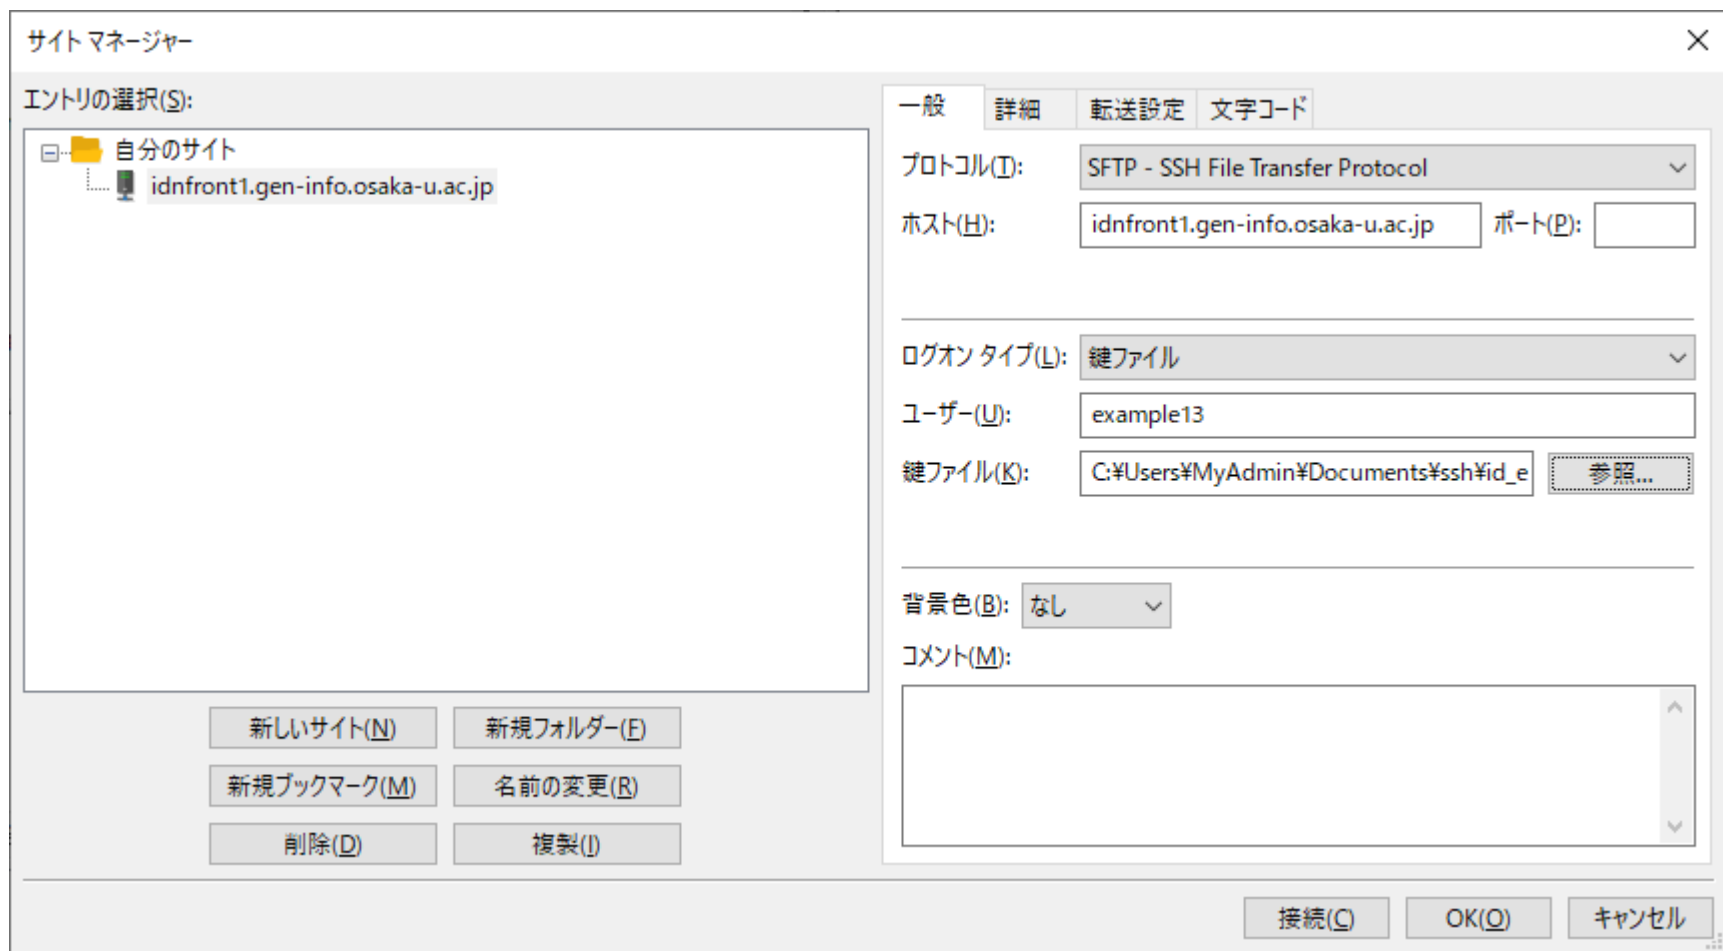 サイト マネージャー
エントリの選択(S):
自分のサイト
idnfront1.gen-info.osaka-u.ac.jp
新しいサイト(N) 新規フォルダー(F)
新規ブックマーク(M) 名前の変更(R)
削除(D) 複製(I)
一般 詳細 転送設定 文字コード
プロトコル(T): SFTP - SSH File Transfer Protocol
ホスト(H): idnfront1.gen-info.osaka-u.ac.jp ポート(P):
ログオン タイプ(L): 鍵ファイル
ユーザー(U): example13
鍵ファイル(K): C:¥Users¥MyAdmin¥Documents¥ssh¥id_e 参照...
背景色(B): なし
コメント(M):
接続(C) OK(O) キャンセル